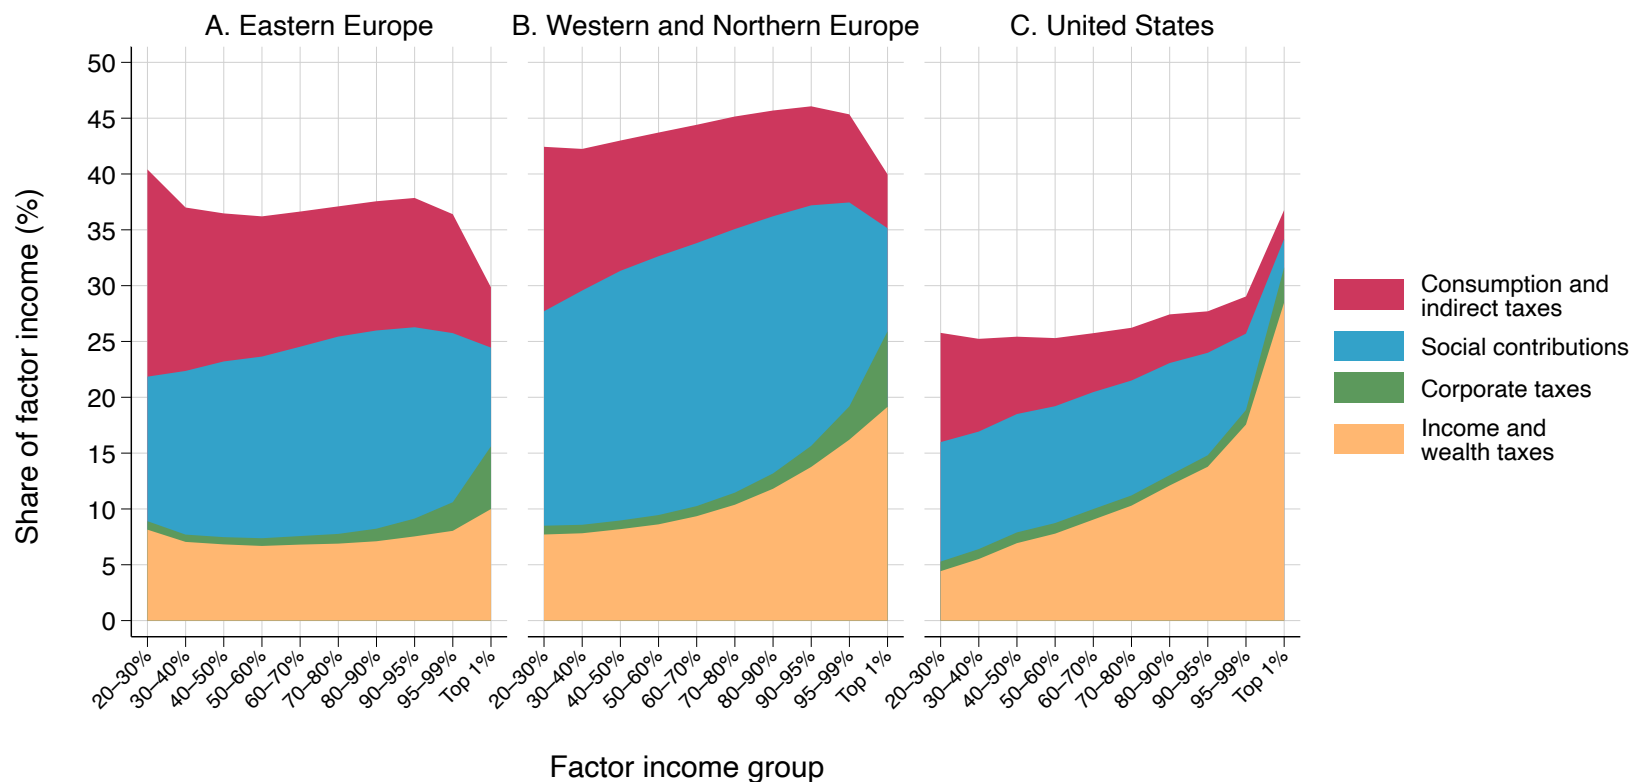 A. Eastern Europe
B. Western and Northern Europe
C. United States
Share of factor income (%)
50
45
40
35
30
25
20
15
10
5
0
20–30%
30–40%
40–50%
50–60%
60–70%
70–80%
80–90%
90–95%
95–99%
Top 1%
20–30%
30–40%
40–50%
50–60%
60–70%
70–80%
80–90%
90–95%
95–99%
Top 1%
20–30%
30–40%
40–50%
50–60%
60–70%
70–80%
80–90%
90–95%
95–99%
Top 1%
Factor income group
Consumption and
indirect taxes
Social contributions
Corporate taxes
Income and
wealth taxes